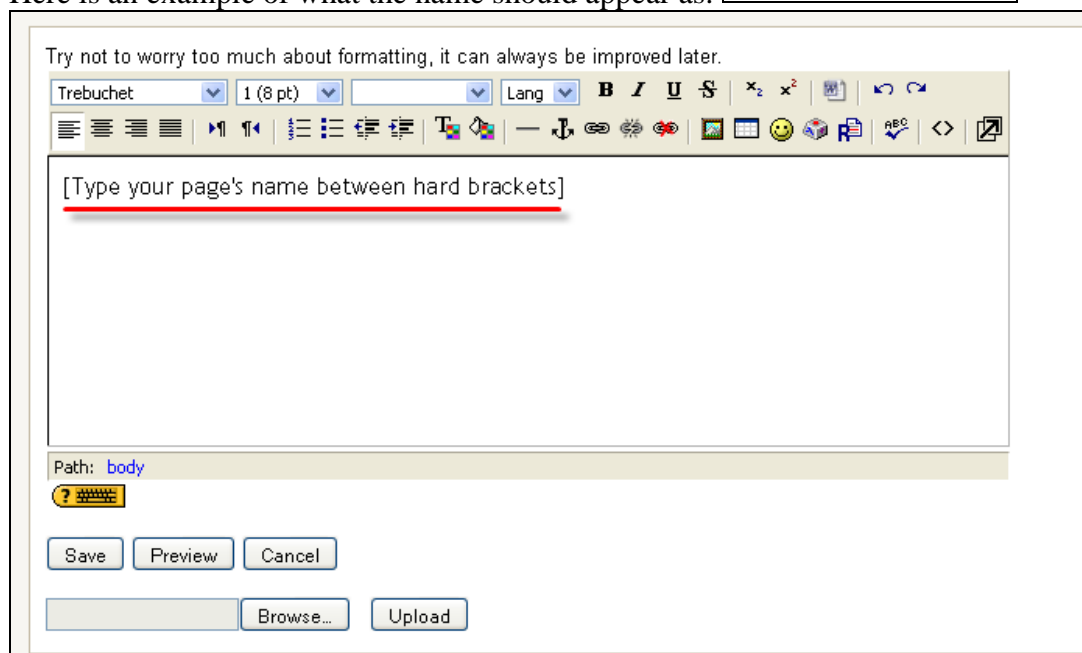 Here is an example of what the name should appear as:
Try not to worry too much about formatting, it can always be improved later.
Trebuchet 1 (8 pt) Lang B I U S x₂ x²
[Type your page's name between hard brackets]
Path: body
?
Save Preview Cancel
Browse... Upload